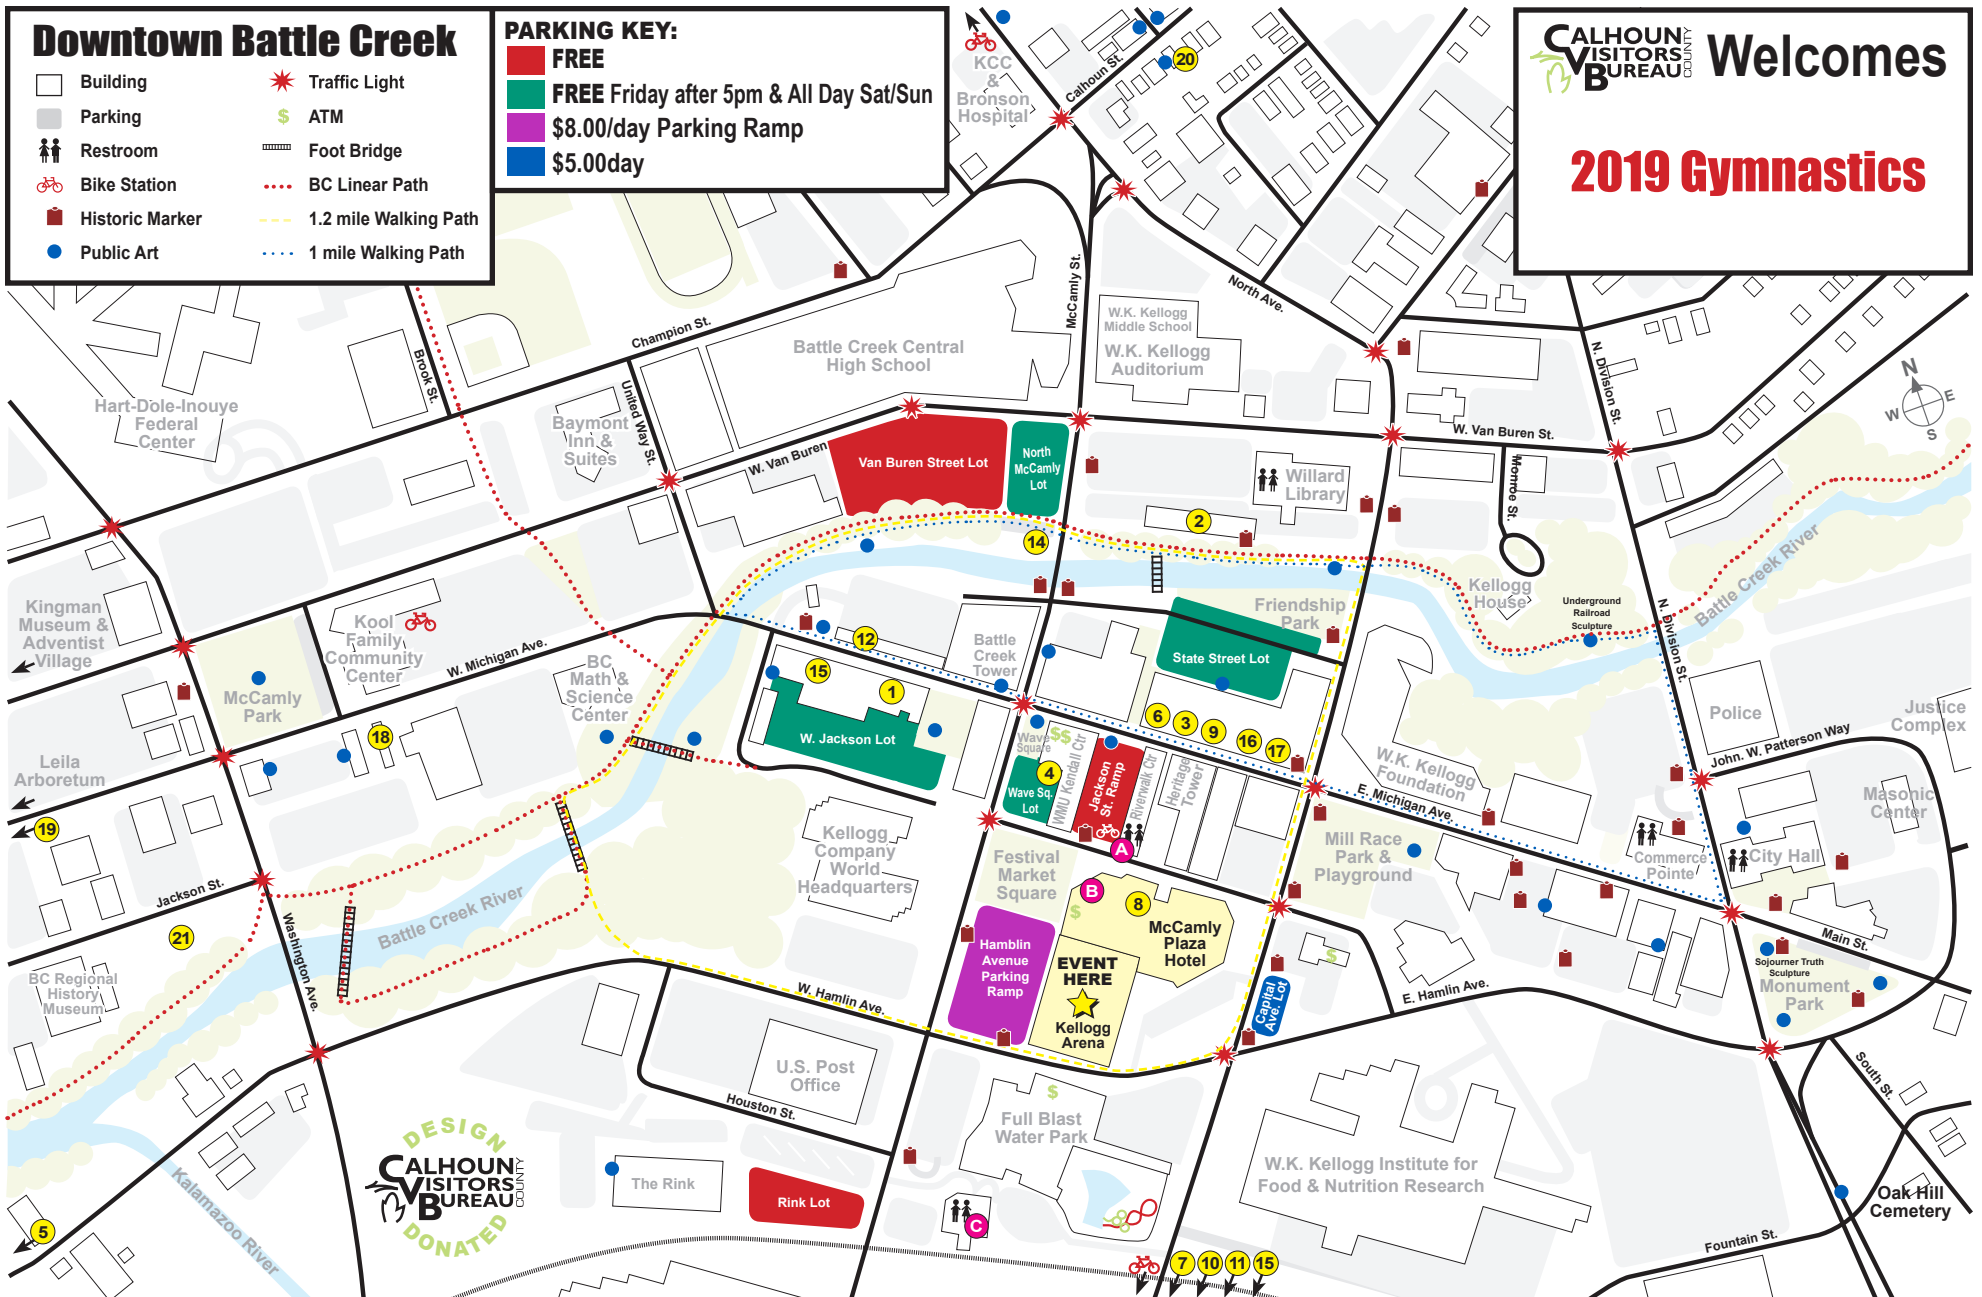 Downtown Battle Creek
Building
Parking
Restroom
Bike Station
Historic Marker
Public Art
Traffic Light
$ ATM
Foot Bridge
BC Linear Path
1.2 mile Walking Path
1 mile Walking Path
PARKING KEY:
FREE
FREE Friday after 5pm & All Day Sat/Sun
$8.00/day Parking Ramp
$5.00day
CALHOUN
VISITORS
BUREAU
COUNTY
Welcomes
2019 Gymnastics
KCC
&
Bronson
Hospital
Calhoun St.
20
McCamly St.
North Ave.
N. Division St.
Champion St.
Brook St.
United Way St.
Battle Creek Central
High School
W.K. Kellogg
Middle School
W.K. Kellogg
Auditorium
N
W
E
S
Hart-Dole-Inouye
Federal
Center
Baymont
Inn &
Suites
W. Van Buren
Van Buren Street Lot
North
McCamly
Lot
W. Van Buren St.
Monroe St.
Willard
Library
2
14
Kellogg
House
Underground
Railroad
Sculpture
Battle Creek River
N. Division St.
Kingman
Museum &
Adventist
Village
Kool
Family
Community
Center
W. Michigan Ave.
BC
Math &
Science
Center
McCamly
Park
12
15
1
W. Jackson Lot
Battle
Creek
Tower
Friendship
Park
State Street Lot
6
3
9
16
17
Police
Justice
Complex
John. W. Patterson Way
Leila
Arboretum
18
19
Wave
Square
$$
4
Wave Sq.
Lot
WMU Kendall Ctr
Jackson
St. Ramp
Riverwalk Ctr
Heritage
Tower
A
W.K. Kellogg
Foundation
E. Michigan Ave.
Masonic
Center
Mill Race
Park &
Playground
Commerce
Pointe
City Hall
Kellogg
Company
World
Headquarters
Festival
Market
Square
B
$
8
McCamly
Plaza
Hotel
Jackson St.
21
Washington Ave.
Battle Creek River
BC Regional
History
Museum
Hamblin
Avenue
Parking
Ramp
EVENT
HERE
Kellogg
Arena
Capital
Ave. Lot
$
E. Hamlin Ave.
Main St.
Sojourner Truth
Sculpture
Monument
Park
W. Hamlin Ave.
U.S. Post
Office
Houston St.
South St.
$
Full Blast
Water Park
DESIGN
CALHOUN
VISITORS
BUREAU
COUNTY
DONATED
The Rink
Rink Lot
C
W.K. Kellogg Institute for
Food & Nutrition Research
Oak Hill
Cemetery
Fountain St.
Kalamazoo River
5
7
10
11
15